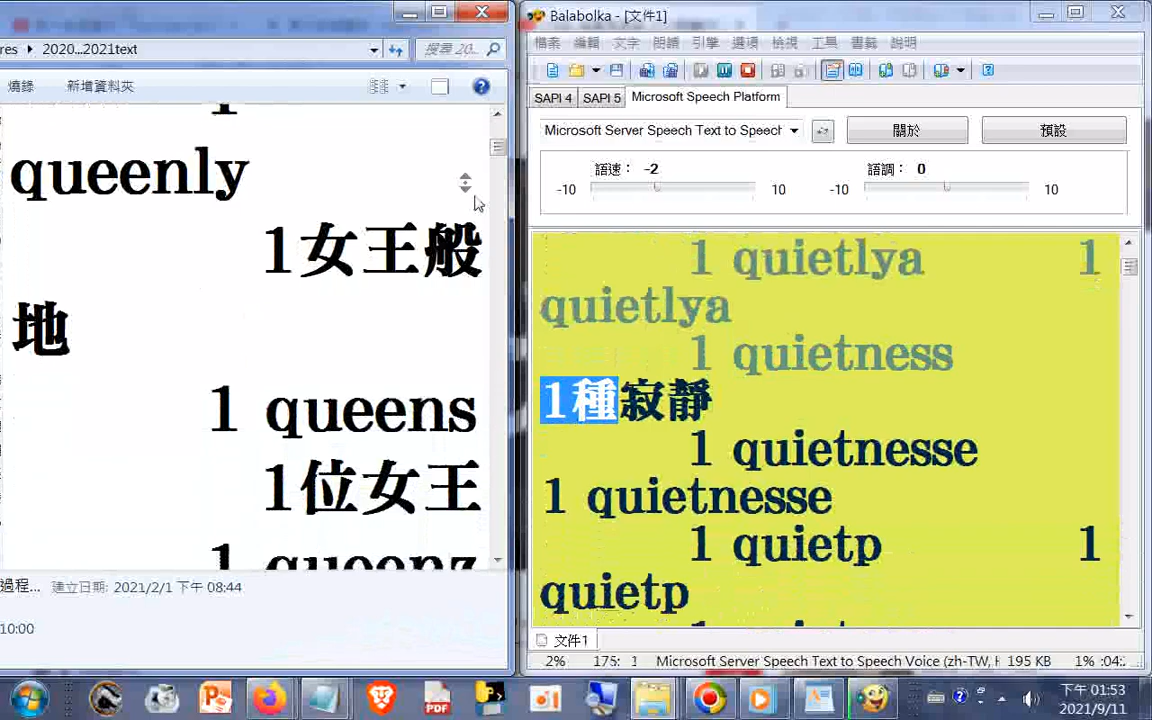 res ▸ 2020...2021text
搜尋 20...
燒錄 新增資料夾
queenly
1女王般
地
1 queens
1位女王
1 queenz
過程... 建立日期: 2021/2/1 下午 08:44
10:00
Balabolka - [文件1]
檔案 編輯 文字 朗讀 引擎 選項 檢視 工具 書籤 說明
SAPI 4 SAPI 5 Microsoft Speech Platform
Microsoft Server Speech Text to Speech 關於 預設
語速: -2 語調: 0
-10 10 -10 10
1 quietlya 1
quietlya
1 quietness
1種寂靜
1 quietnesse
1 quietnesse
1 quietp 1
quietp
文件1
2% 175: 1 Microsoft Server Speech Text to Speech Voice (zh-TW, H 195 KB 1% :04:
下午 01:53
2021/9/11